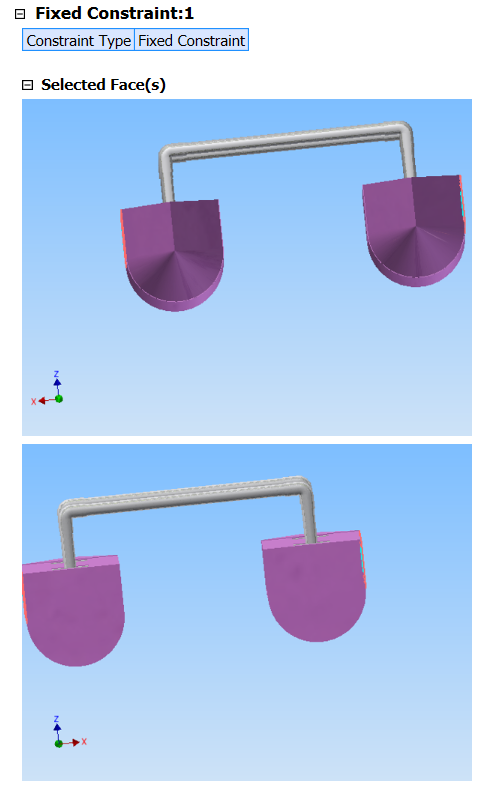 Fixed Constraint:1
Constraint Type Fixed Constraint
Selected Face(s)
Z
X
Z
X